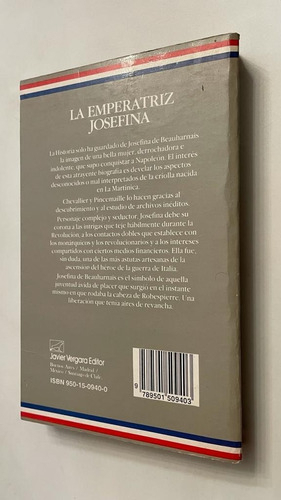 LA EMPERATRIZ
JOSEFINA
La Historia sólo ha guardado de Josefina de Beauharnais
la imagen de una bella mujer, derrochadora e
indolente, que supo conquistar a Napoleón. El interés
de esta atrayente biografía es develar los aspectos
desconocidos o mal interpretados de la criolla nacida
en La Martinica.
Chevallier y Pincemaille lo hacen gracias al
descubrimiento y al estudio de archivos inéditos.
Personaje complejo y seductor, Josefina debe su
corona a las intrigas que teje hábilmente durante la
Revolución, a los contactos dobles que establece con
los monárquicos y los revolucionarios y a los intereses
compartidos con ciertos medios financieros. Ella fue,
sin duda, una de las más astutas artesanas de la
ascensión del héroe de la guerra de Italia.
Josefina de Beauharnais es el símbolo de aquella
juventud ávida de placer que surgió en el instante
mismo en que rodaba la cabeza de Robespierre. Una
liberación que tenía aires de revancha.
Javier Vergara Editor
Buenos Aires / Madrid /
México / Santiago de Chile
ISBN 950-15-0940-0
9 789501 509403